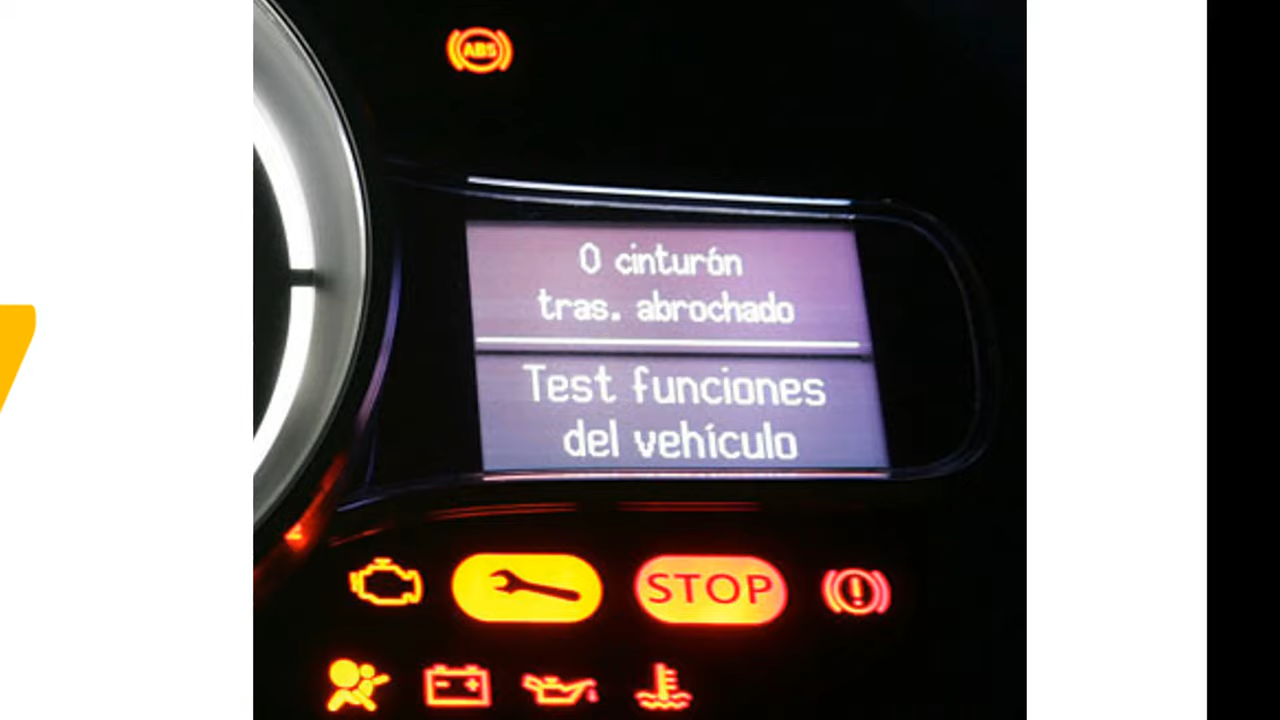 ABS
0 cinturón
tras. abrochado
Test funciones
del vehículo
STOP